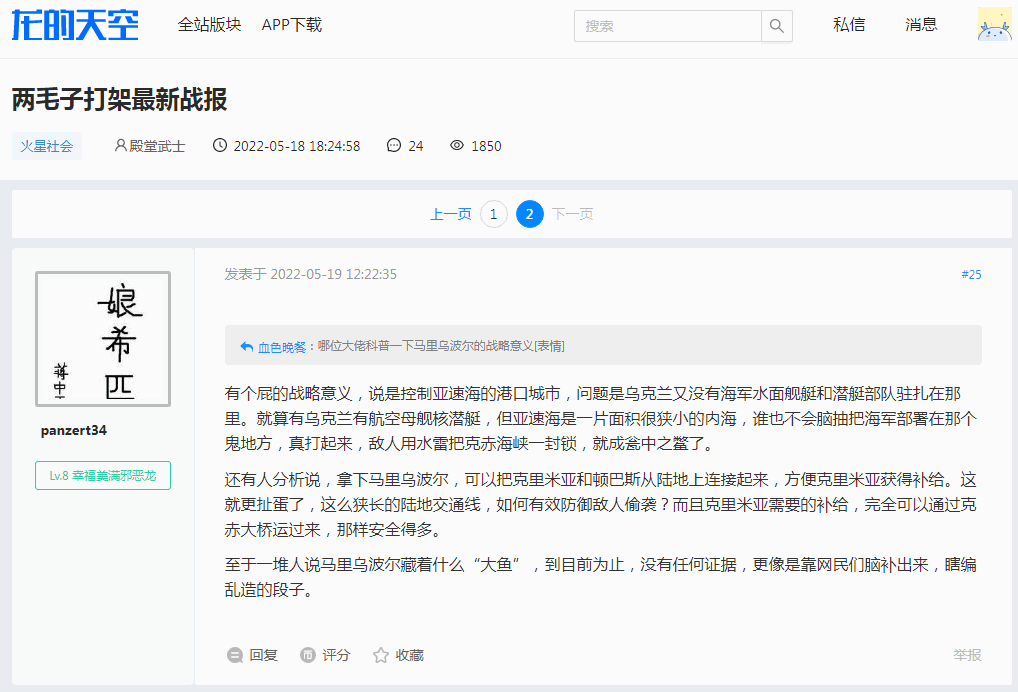 龙的天空
全站版块 APP下载 搜索 私信 消息
两毛子打架最新战报
火星社会 殿堂武士 2022-05-18 18:24:58 24 1850
上一页 1 2 下一页
娘希匹
蒋中一
panzert34
Lv.8 幸福美满邪恶龙
发表于 2022-05-19 12:22:35 #25
血色晚餐：哪位大佬科普一下马里乌波尔的战略意义[表情]
有个屁的战略意义，说是控制亚速海的港口城市，问题是乌克兰又没有海军水面舰艇和潜艇部队驻扎在那
里。就算有乌克兰有航空母舰核潜艇，但亚速海是一片面积很狭小的内海，谁也不会脑抽把海军部署在那个
鬼地方，真打起来，敌人用水雷把克赤海峡一封锁，就成瓮中之鳖了。
还有人分析说，拿下马里乌波尔，可以把克里米亚和顿巴斯从陆地上连接起来，方便克里米亚获得补给。这
就更扯蛋了，这么狭长的陆地交通线，如何有效防御敌人偷袭？而且克里米亚需要的补给，完全可以通过克
赤大桥运过来，那样安全得多。
至于一堆人说马里乌波尔藏着什么“大鱼”，到目前为止，没有任何证据，更像是靠网民们脑补出来，瞎编
乱造的段子。
回复 评分 收藏 举报